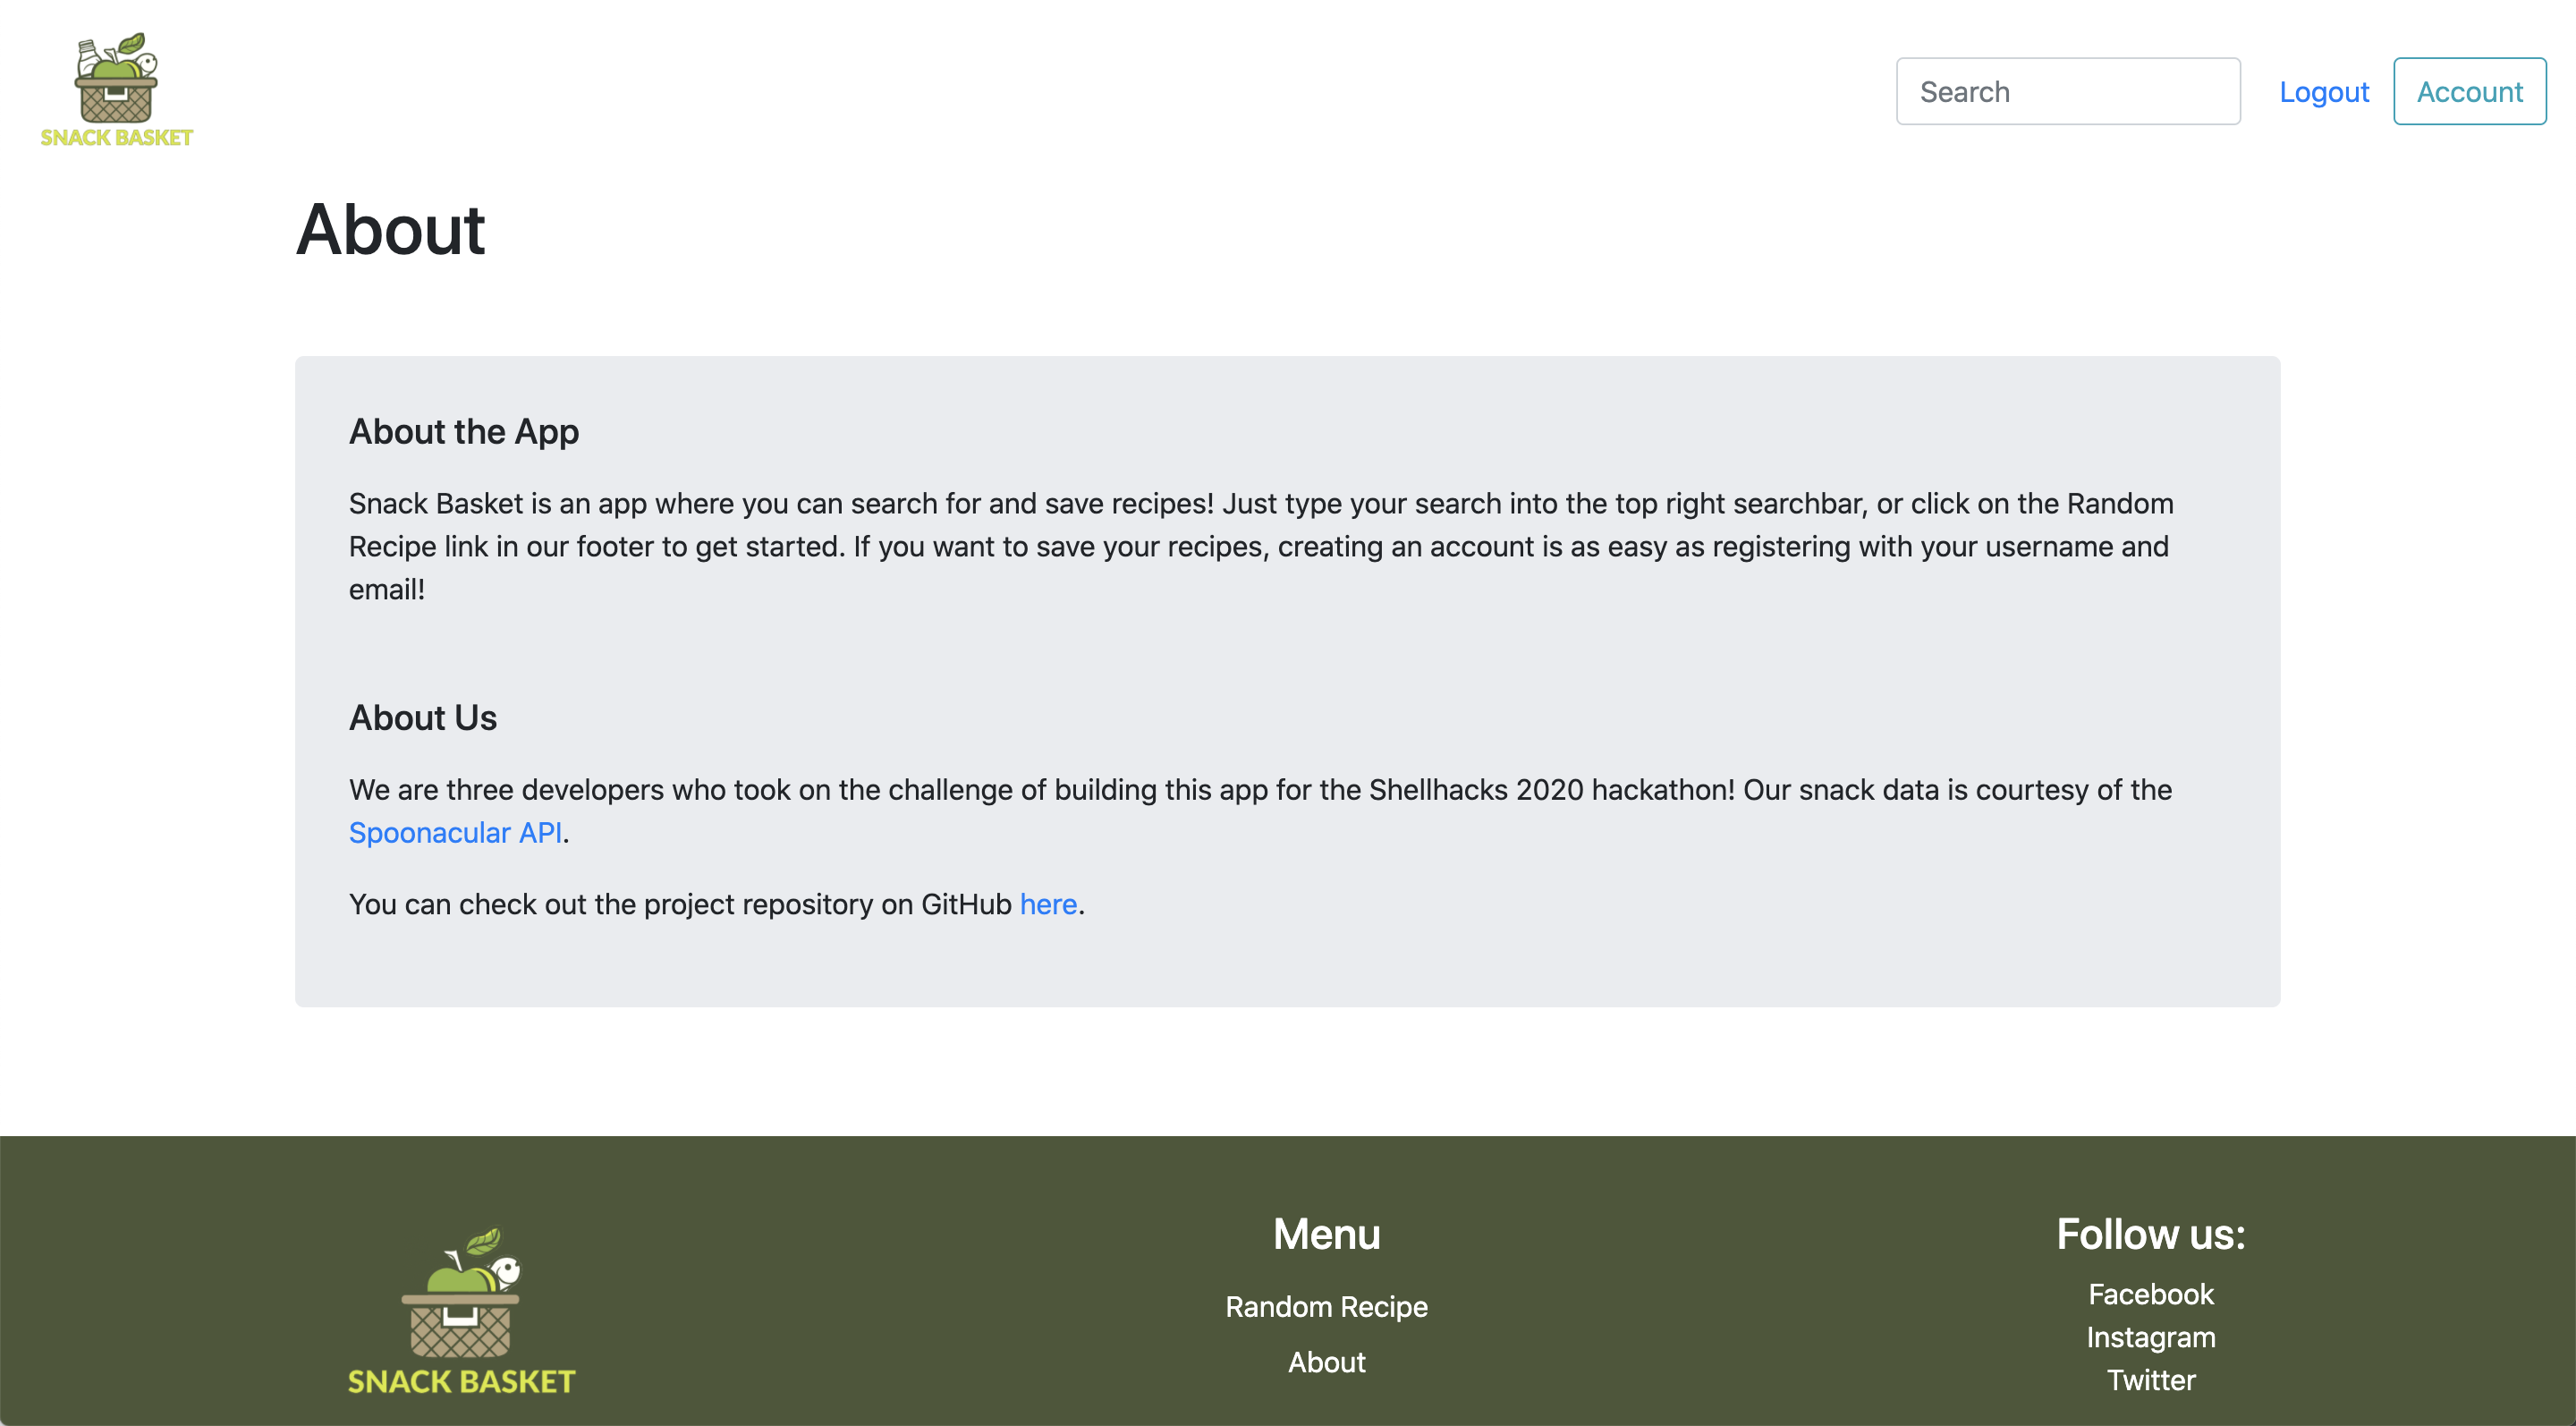 SNACK BASKET
Search
Logout
Account
About
About the App
Snack Basket is an app where you can search for and save recipes! Just type your search into the top right searchbar, or click on the Random
Recipe link in our footer to get started. If you want to save your recipes, creating an account is as easy as registering with your username and
email!
About Us
We are three developers who took on the challenge of building this app for the Shellhacks 2020 hackathon! Our snack data is courtesy of the
Spoonacular API.
You can check out the project repository on GitHub here.
SNACK BASKET
Menu
Random Recipe
About
Follow us:
Facebook
Instagram
Twitter